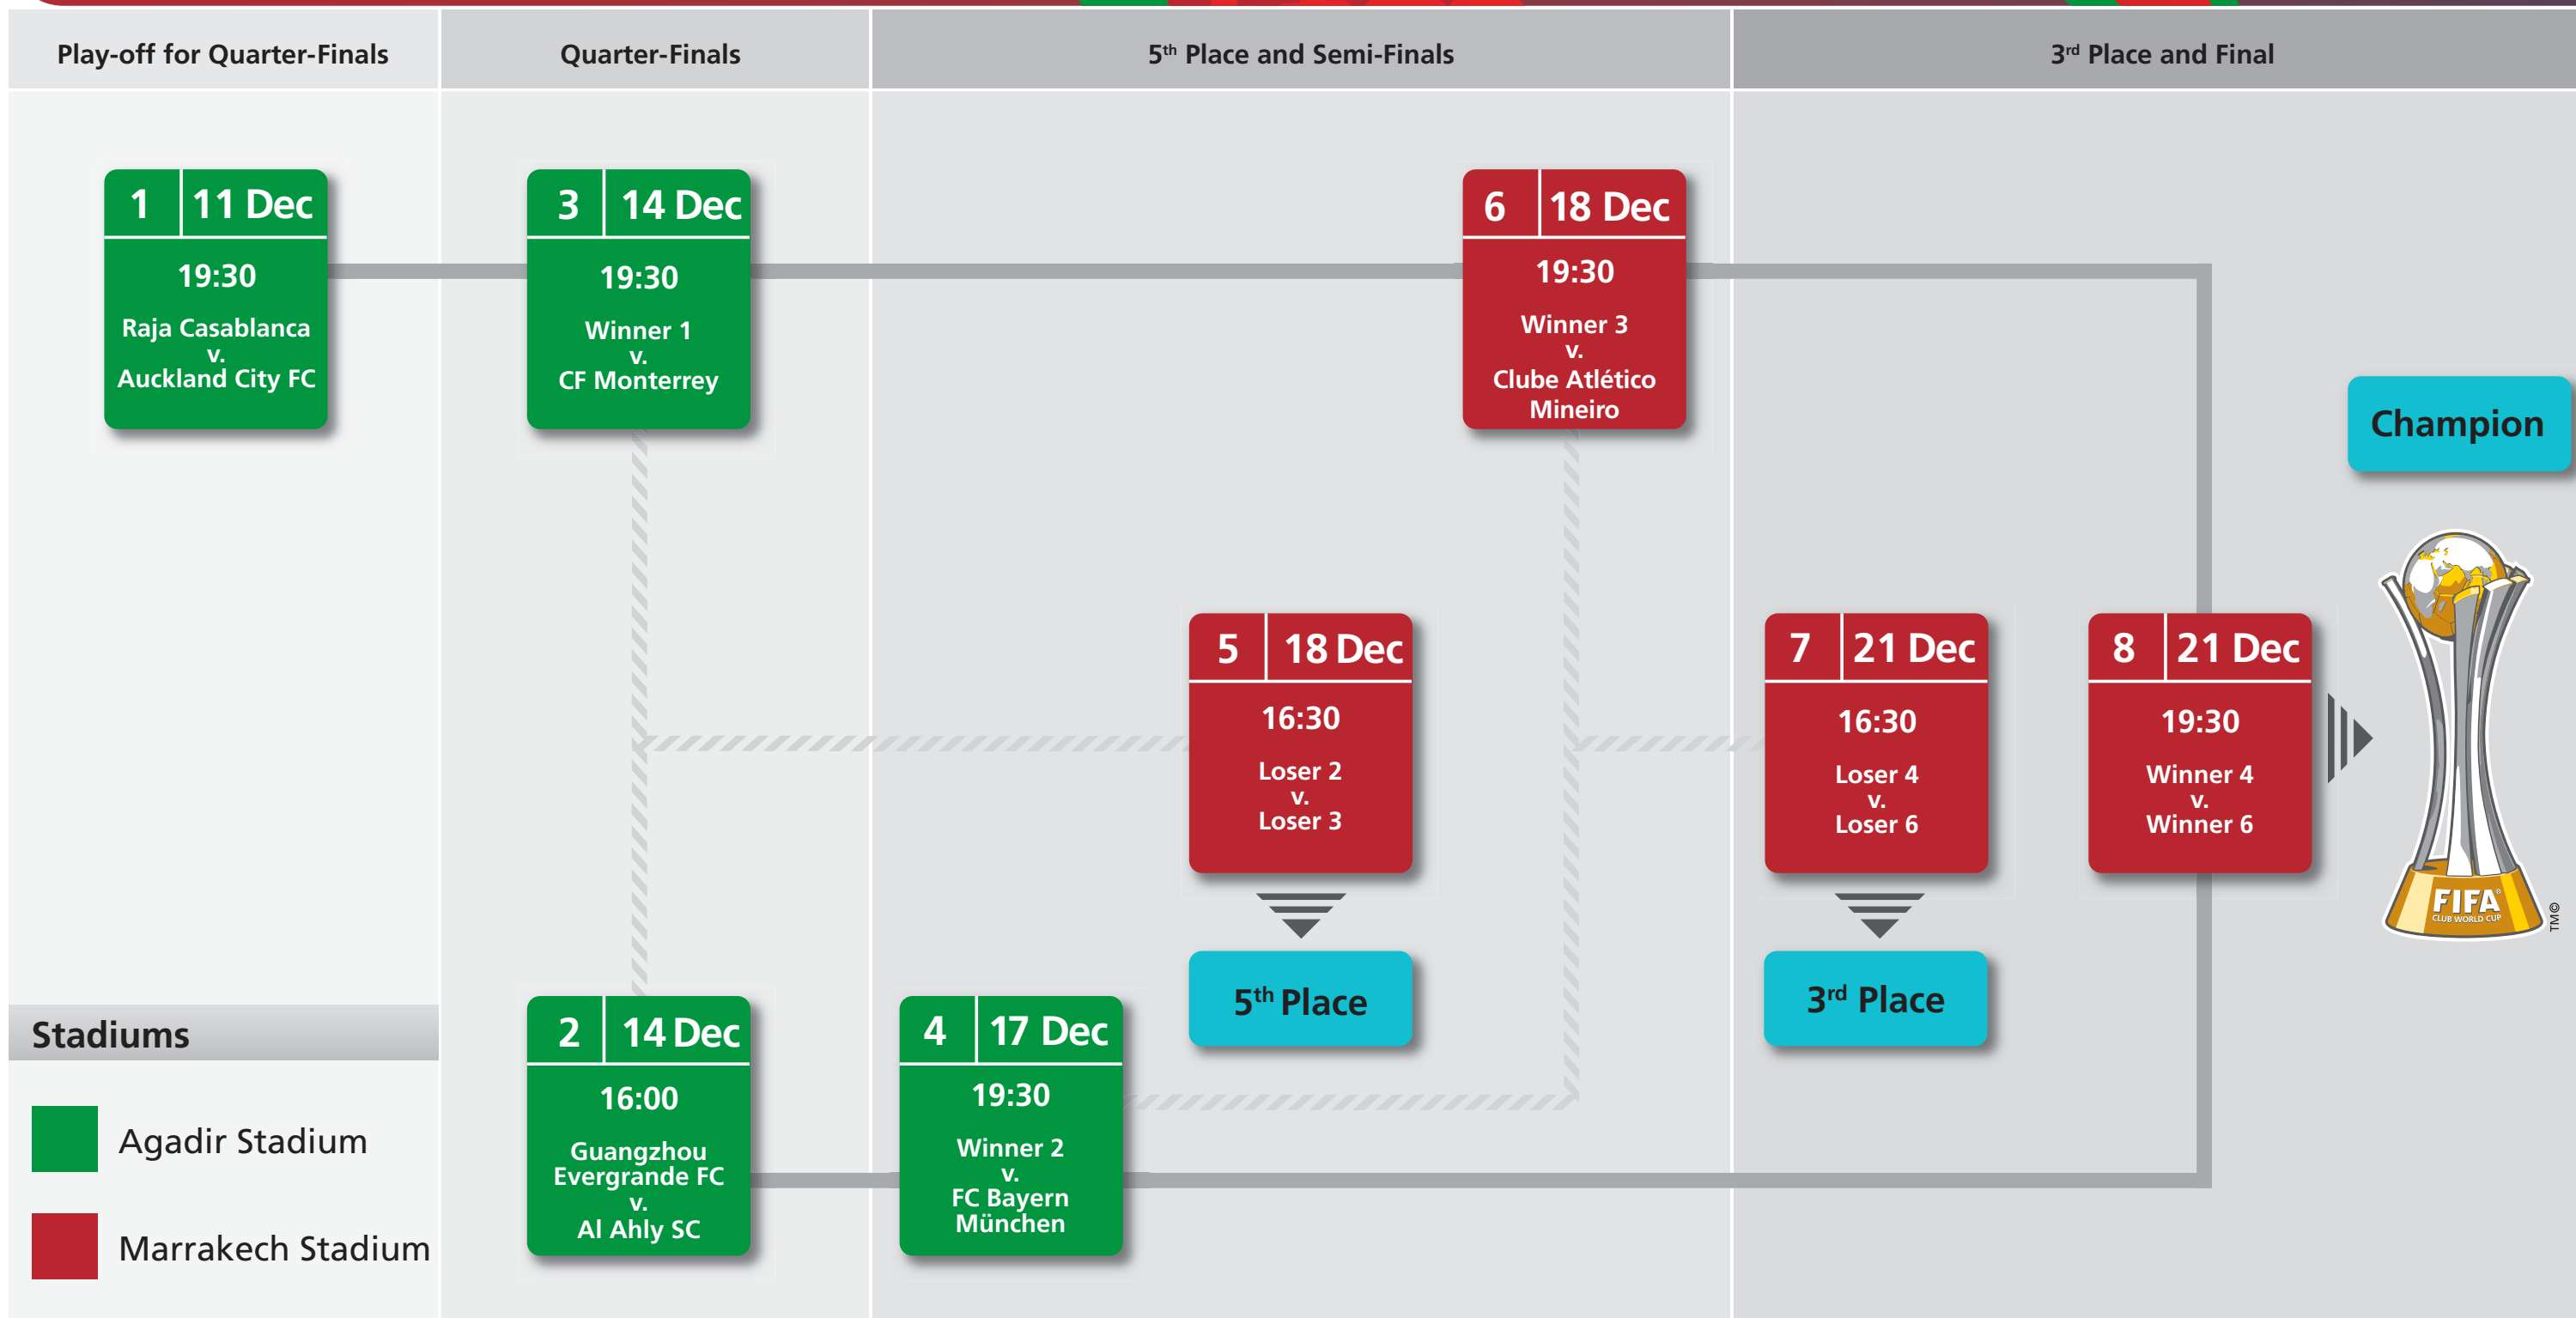 Play-off for Quarter-Finals
Quarter-Finals
5th Place and Semi-Finals
3rd Place and Final
1 11 Dec
19:30
Raja Casablanca
v.
Auckland City FC
3 14 Dec
19:30
Winner 1
v.
CF Monterrey
6 18 Dec
19:30
Winner 3
v.
Clube Atlético
Mineiro
Champion
5 18 Dec
16:30
Loser 2
v.
Loser 3
5th Place
7 21 Dec
16:30
Loser 4
v.
Loser 6
3rd Place
8 21 Dec
19:30
Winner 4
v.
Winner 6
FIFA®
CLUB WORLD CUP
TM©
2 14 Dec
16:00
Guangzhou
Evergrande FC
v.
Al Ahly SC
4 17 Dec
19:30
Winner 2
v.
FC Bayern
München
Stadiums
Agadir Stadium
Marrakech Stadium